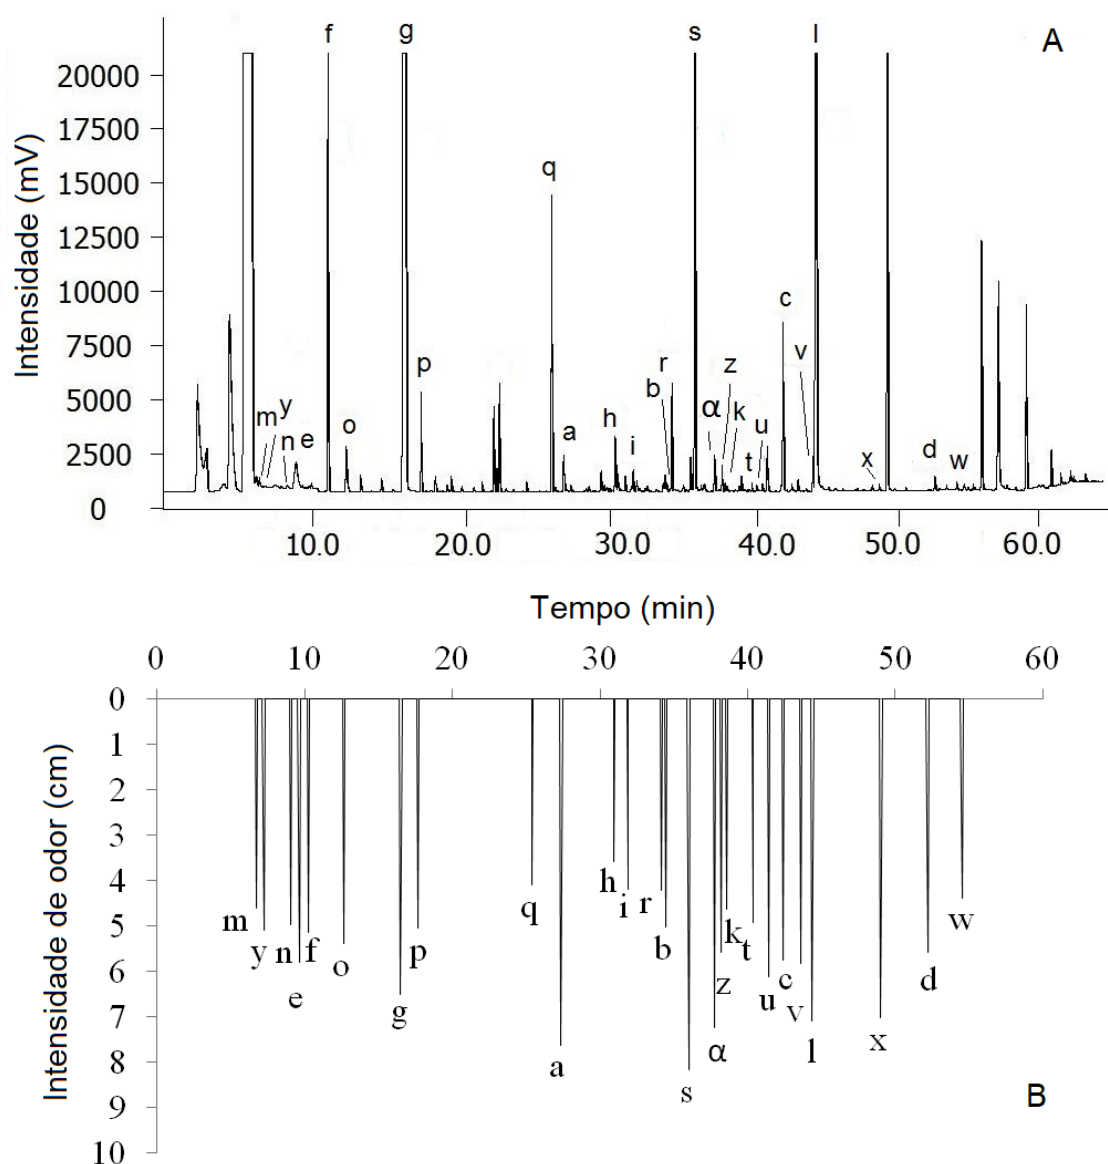 A
f g s l
20000
17500
15000
12500
10000
7500
5000
2500
0
Intensidade (mV)
q
c
p r v
b z
α k
m y n e o a h i u t
x d w
10.0 20.0 30.0 40.0 50.0 60.0
Tempo (min)
0 10 20 30 40 50 60
0
1
2
3
4
5
6
7
8
9
10
Intensidade de odor (cm)
h
m q i r w
y n f o p b z k t
e g u c v d
a α l x
s
B